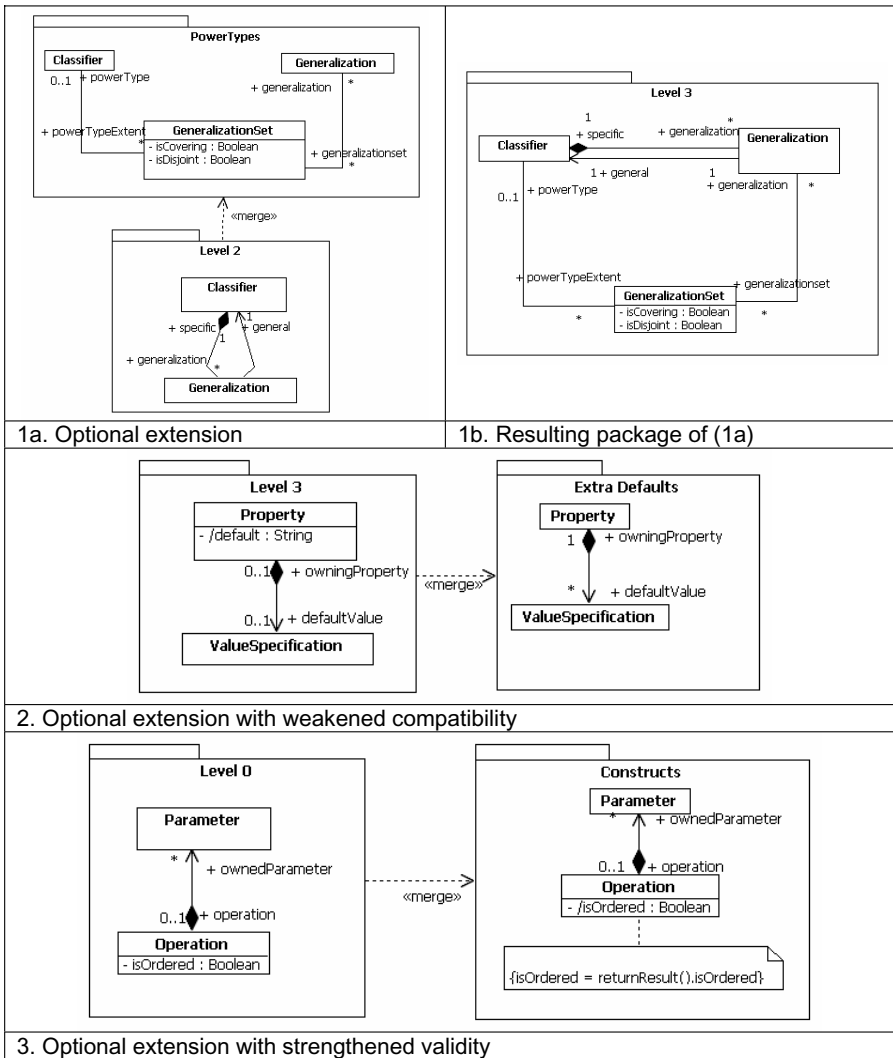 PowerTypes
Classifier
Generalization
0..1
+ powerType
*
+ generalization
+ powerTypeExtent
*
GeneralizationSet
- isCovering : Boolean
- isDisjoint : Boolean
+ generalizationset
*
«merge»
Level 2
Classifier
+ specific
1
1
+ general
+ generalization
*
Generalization
1a. Optional extension
Level 3
1
*
+ specific
+ generalization
Classifier
Generalization
1 + general
1
+ generalization
*
0..1
+ powerType
+ powerTypeExtent
+ generalizationset
GeneralizationSet
- isCovering : Boolean
- isDisjoint : Boolean
*
*
1b. Resulting package of (1a)
Level 3
Property
- /default : String
0..1
+ owningProperty
0..1
+ defaultValue
ValueSpecification
«merge»
Extra Defaults
Property
1
+ owningProperty
*
+ defaultValue
ValueSpecification
2. Optional extension with weakened compatibility
Level 0
Parameter
*
+ ownedParameter
0..1
+ operation
Operation
- isOrdered : Boolean
«merge»
Constructs
Parameter
*
+ ownedParameter
0..1
+ operation
Operation
- /isOrdered : Boolean
{isOrdered = returnResult().isOrdered}
3. Optional extension with strengthened validity